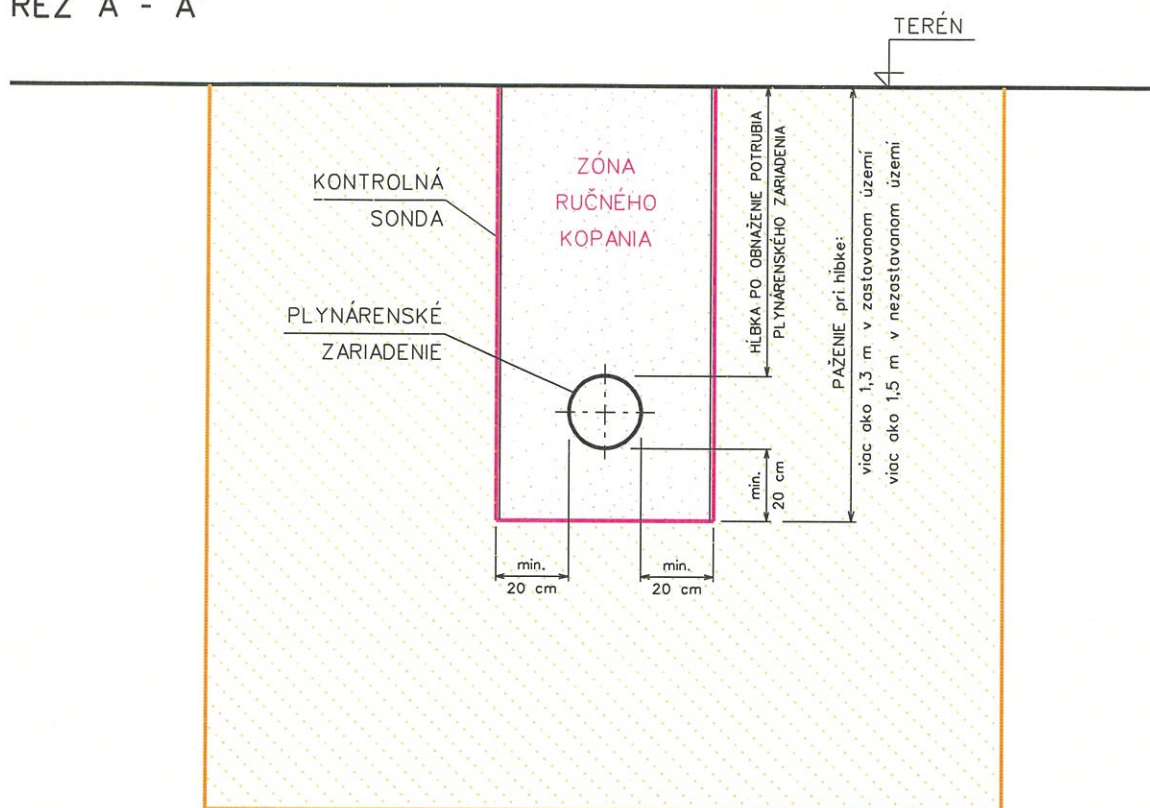 REZ A - A
TERÉN
KONTROLNÁ
SONDA
ZÓNA
RUČNÉHO
KOPANIA
PLYNÁRENSKÉ
ZARIADENIE
HĹBKA PO OBNAŽENIE POTRUBIA
PLYNÁRENSKÉHO ZARIADENIA
PAŽENIE pri hĺbke:
viac ako 1,3 m v zastavanom území
viac ako 1,5 m v nezastavanom území
min.
20 cm
min.
20 cm
min.
20 cm